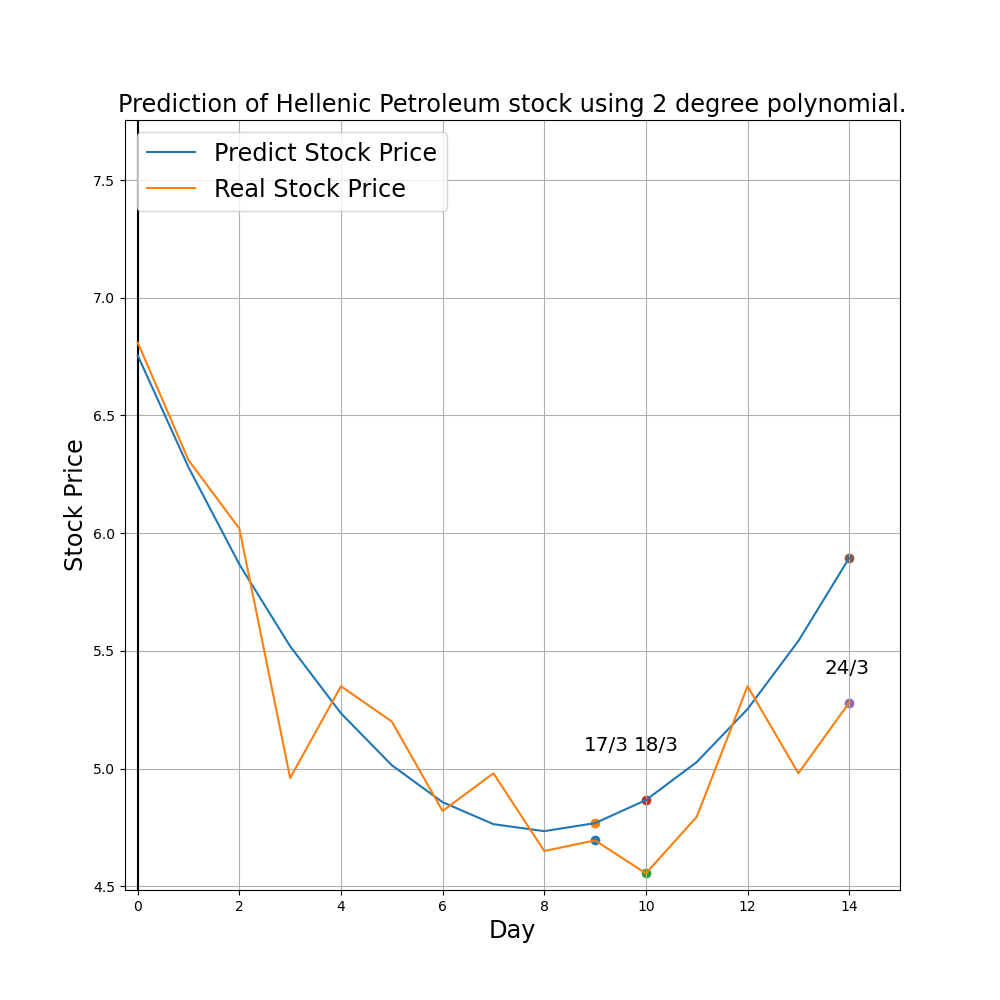 Prediction of Hellenic Petroleum stock using 2 degree polynomial.
Predict Stock Price
Real Stock Price
7.5
7.0
6.5
6.0
5.5
5.0
4.5
Stock Price
24/3
17/3 18/3
0 2 4 6 8 10 12 14
Day